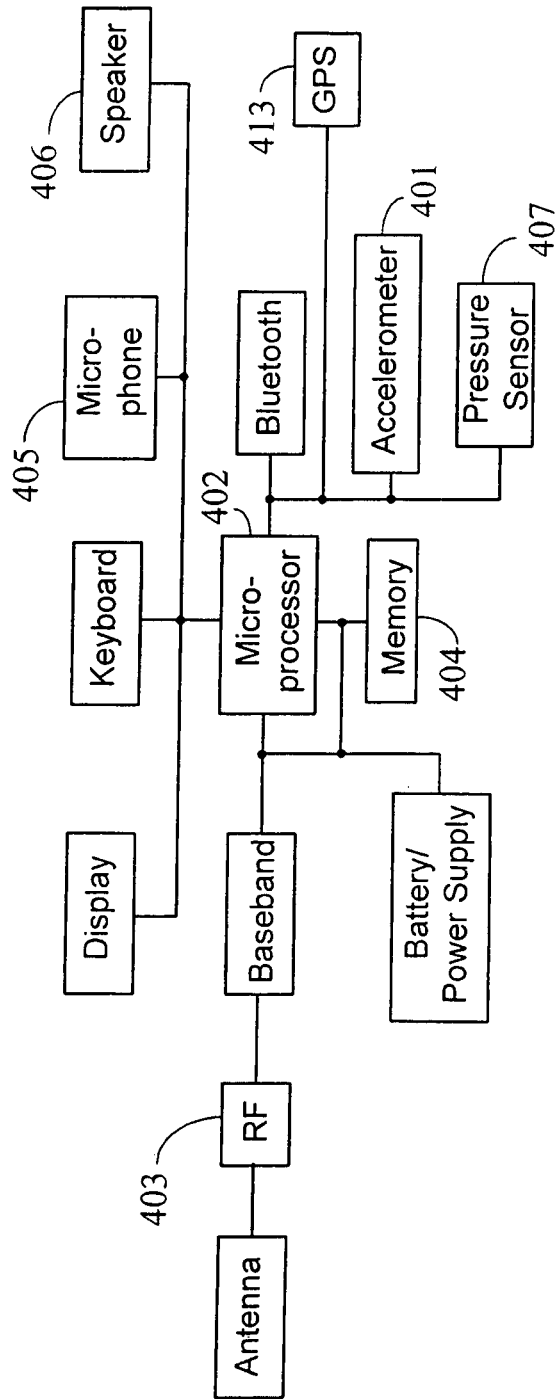 406
Speaker
405
Micro-
phone
Keyboard
Display
413
GPS
Bluetooth
401
Accelerometer
407
Pressure
Sensor
402
Micro-
processor
Memory
404
Baseband
Battery/
Power Supply
RF
403
Antenna